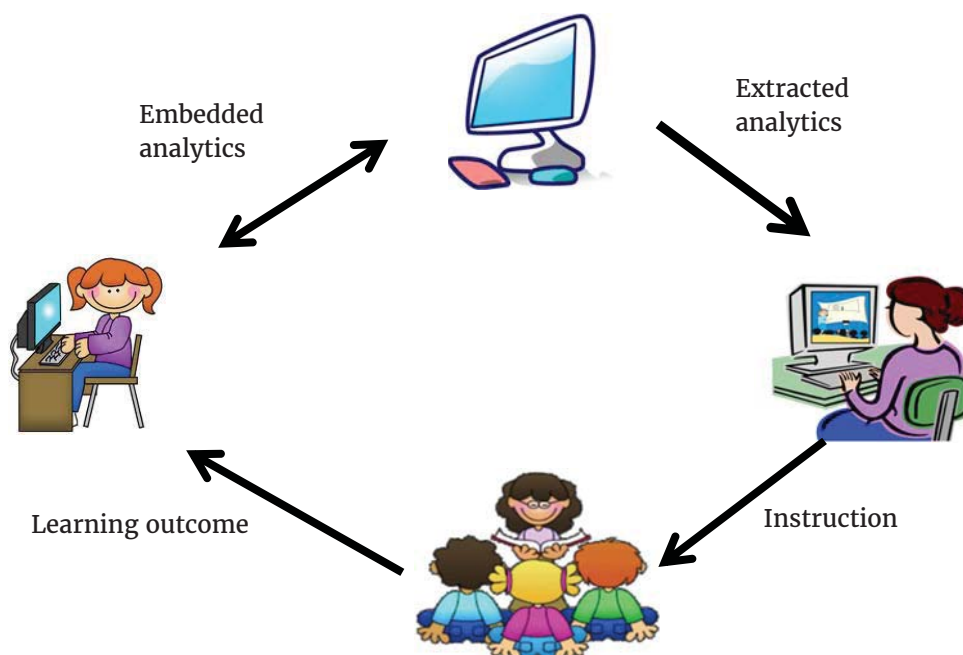 Embedded
analytics
Extracted
analytics
Learning outcome
Instruction